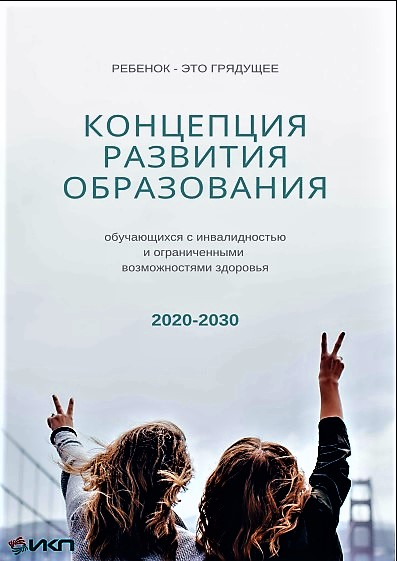 РЕБЕНОК - ЭТО ГРЯДУЩЕЕ
КОНЦЕПЦИЯ
РАЗВИТИЯ
ОБРАЗОВАНИЯ
обучающихся с инвалидностью
и ограниченными
возможностями здоровья
2020-2030
ИКП